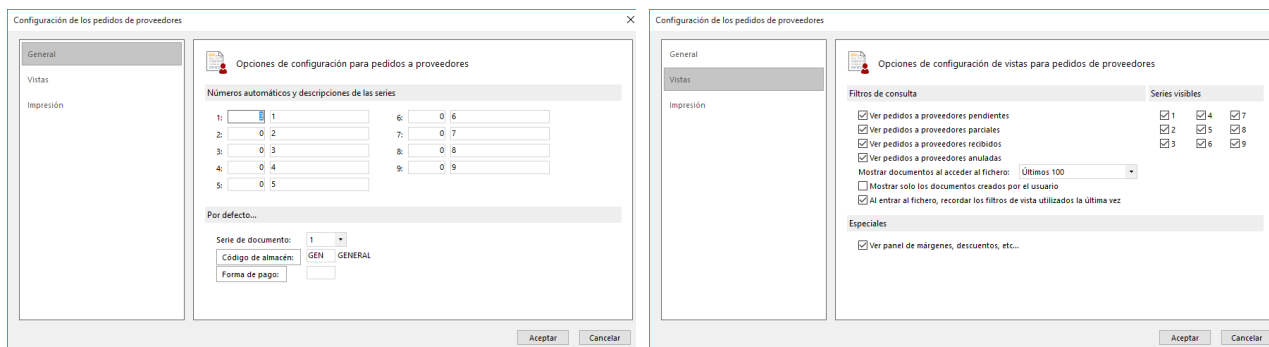 Configuración de los pedidos de proveedores
General
Vistas
Impresión
Opciones de configuración para pedidos a proveedores
Números automáticos y descripciones de las series
1: 3 1 6: 0 6
2: 0 2 7: 0 7
3: 0 3 8: 0 8
4: 0 4 9: 0 9
5: 0 5
Por defecto...
Serie de documento: 1
Código de almacén: GEN GENERAL
Forma de pago:
Aceptar Cancelar
Configuración de los pedidos de proveedores
General
Vistas
Impresión
Opciones de configuración de vistas para pedidos de proveedores
Filtros de consulta Series visibles
Ver pedidos a proveedores pendientes 1 4 7
Ver pedidos a proveedores parciales 2 5 8
Ver pedidos a proveedores recibidos 3 6 9
Ver pedidos a proveedores anuladas
Mostrar documentos al acceder al fichero: Últimos 100
Mostrar solo los documentos creados por el usuario
Al entrar al fichero, recordar los filtros de vista utilizados la última vez
Especiales
Ver panel de márgenes, descuentos, etc...
Aceptar Cancelar